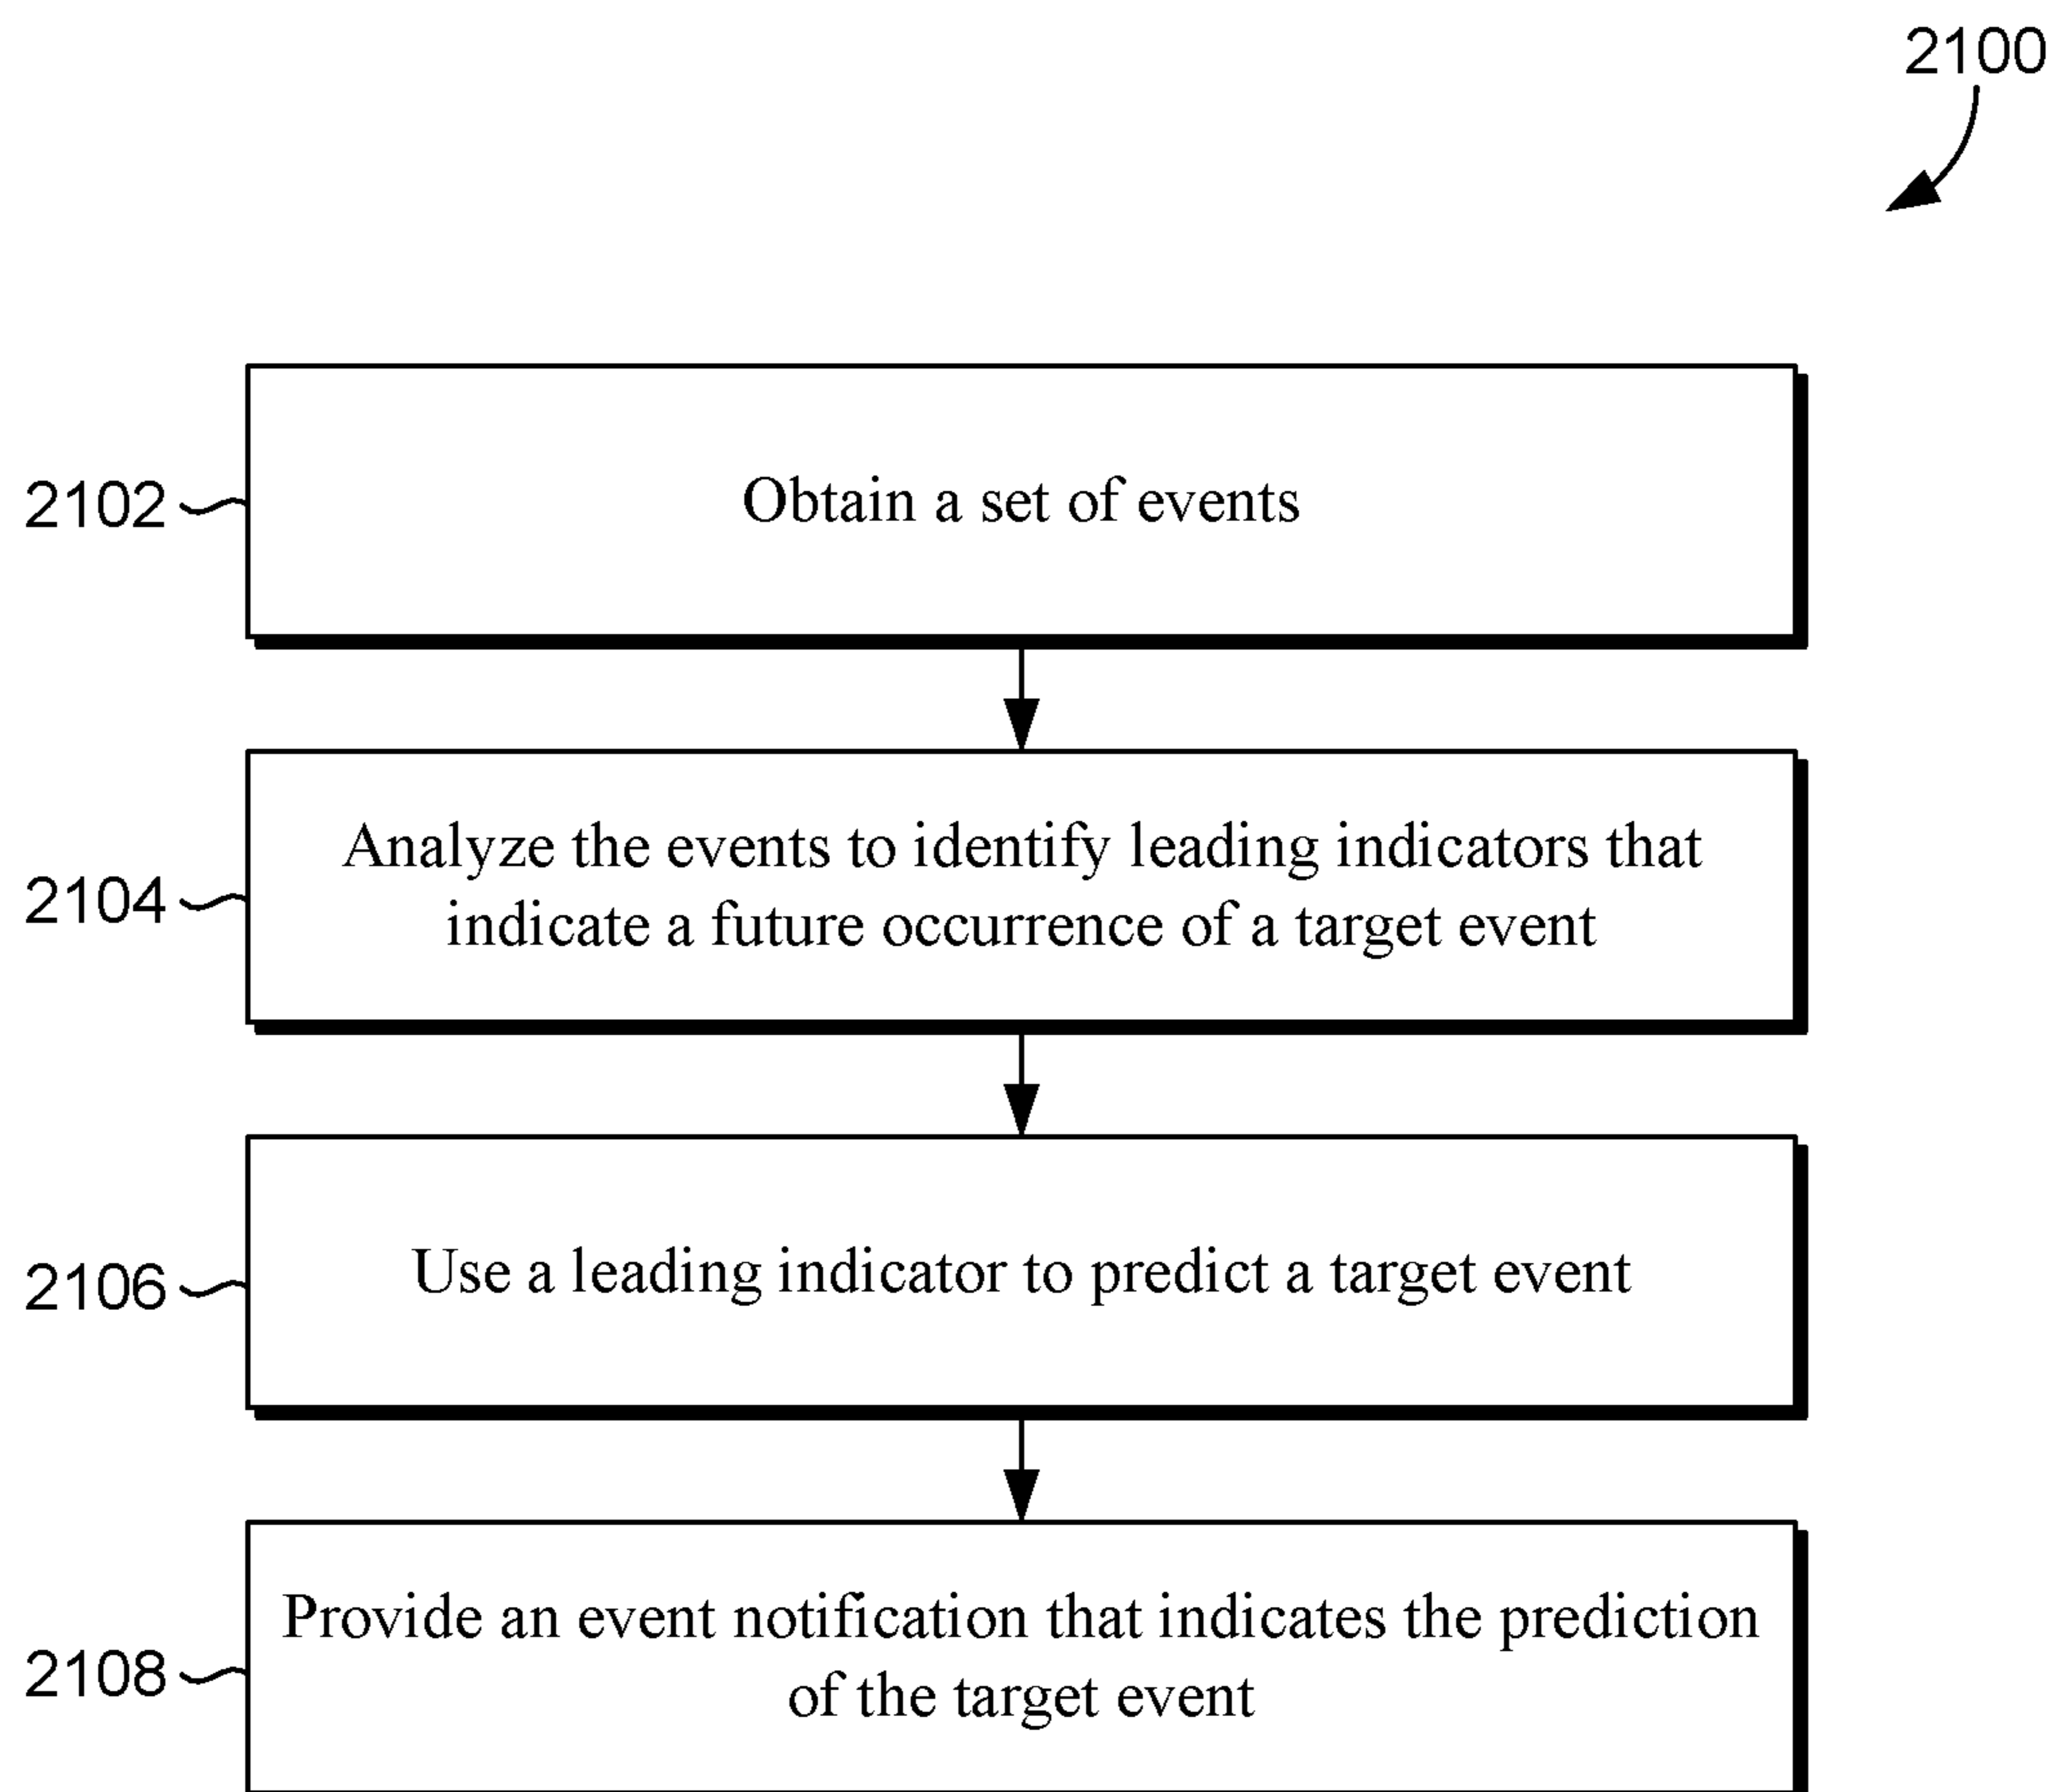 2100
2102
Obtain a set of events
2104
Analyze the events to identify leading indicators that
indicate a future occurrence of a target event
2106
Use a leading indicator to predict a target event
2108
Provide an event notification that indicates the prediction
of the target event